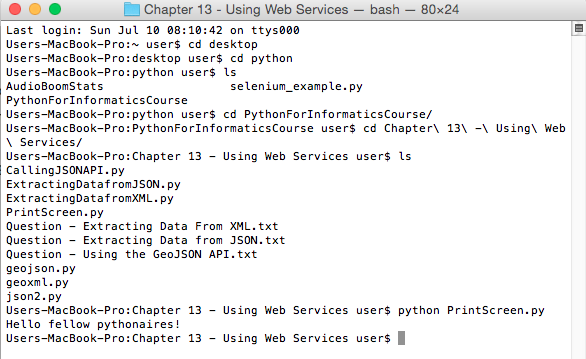 Chapter 13 – Using Web Services — bash — 80×24
Last login: Sun Jul 10 08:10:42 on ttys000
Users-MacBook-Pro:~ user$ cd desktop
Users-MacBook-Pro:desktop user$ cd python
Users-MacBook-Pro:python user$ ls
AudioBoomStats                  selenium_example.py
PythonForInformaticsCourse
Users-MacBook-Pro:python user$ cd PythonForInformaticsCourse/
Users-MacBook-Pro:PythonForInformaticsCourse user$ cd Chapter\ 13\ -\ Using\ Web
\ Services/
Users-MacBook-Pro:Chapter 13 - Using Web Services user$ ls
CallingJSONAPI.py
ExtractingDatafromJSON.py
ExtractingDatafromXML.py
PrintScreen.py
Question - Extracting Data From XML.txt
Question - Extracting Data from JSON.txt
Question - Using the GeoJSON API.txt
geojson.py
geoxml.py
json2.py
Users-MacBook-Pro:Chapter 13 - Using Web Services user$ python PrintScreen.py
Hello fellow pythonaires!
Users-MacBook-Pro:Chapter 13 - Using Web Services user$